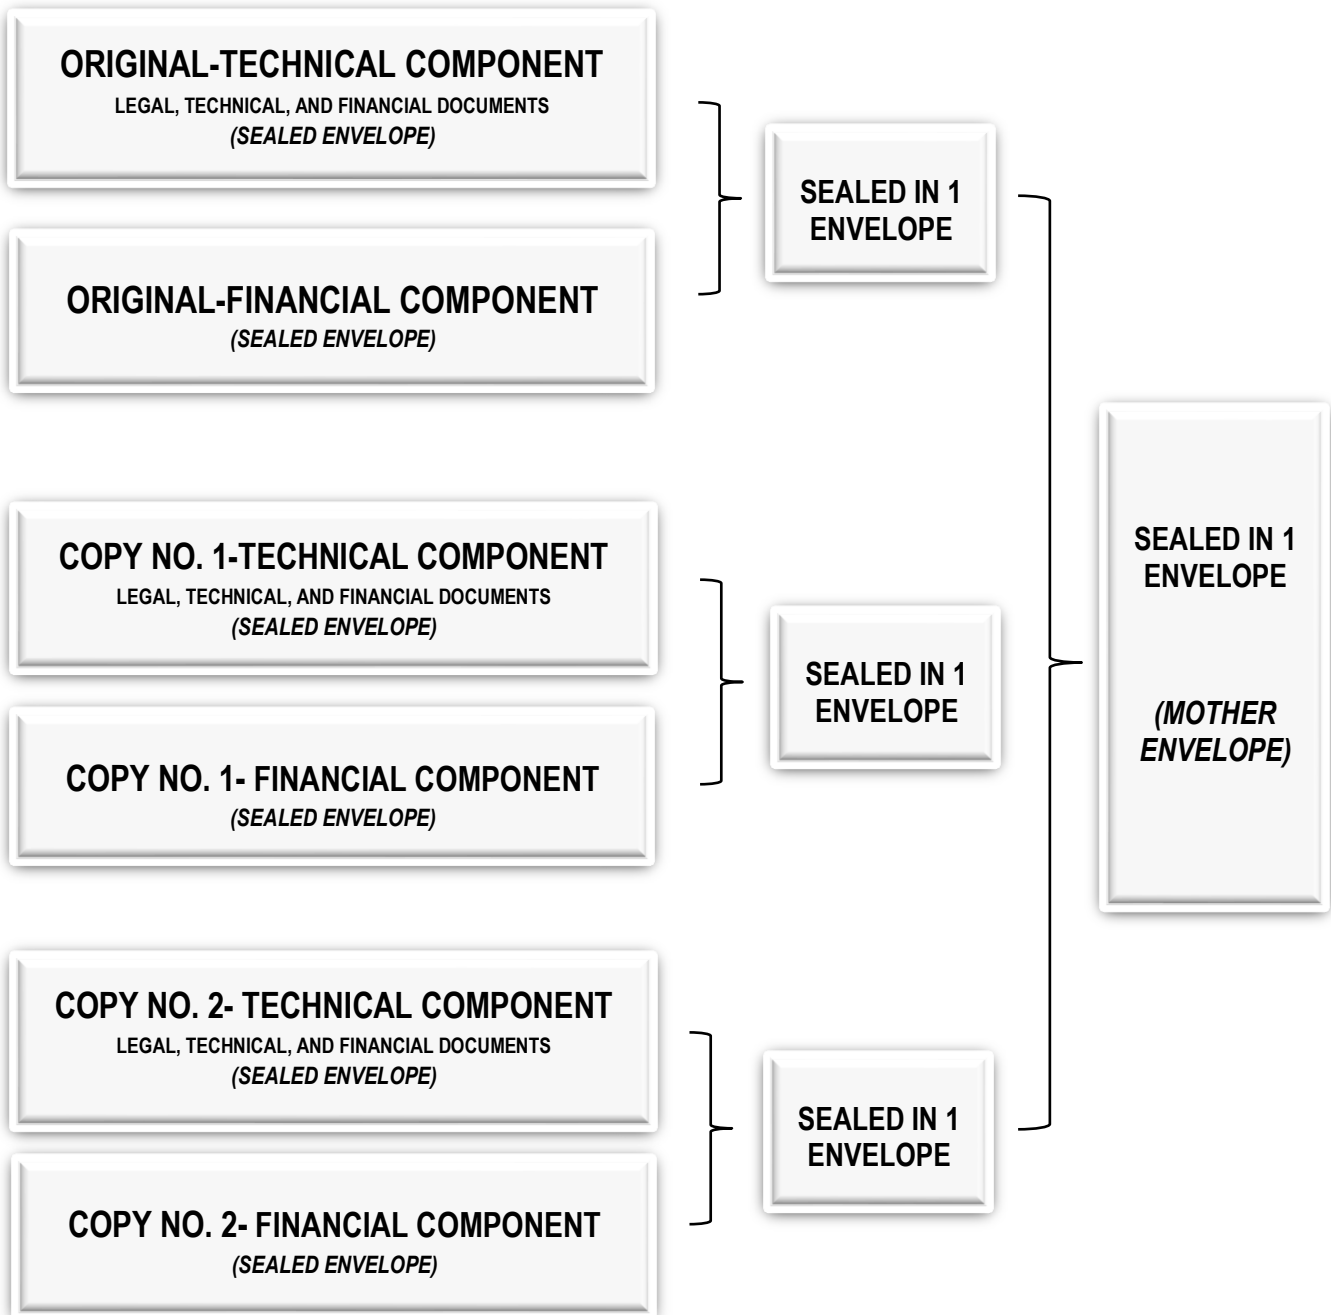 ORIGINAL-TECHNICAL COMPONENT
LEGAL, TECHNICAL, AND FINANCIAL DOCUMENTS
(SEALED ENVELOPE)
ORIGINAL-FINANCIAL COMPONENT
(SEALED ENVELOPE)
SEALED IN 1
ENVELOPE
COPY NO. 1-TECHNICAL COMPONENT
LEGAL, TECHNICAL, AND FINANCIAL DOCUMENTS
(SEALED ENVELOPE)
COPY NO. 1- FINANCIAL COMPONENT
(SEALED ENVELOPE)
SEALED IN 1
ENVELOPE
COPY NO. 2- TECHNICAL COMPONENT
LEGAL, TECHNICAL, AND FINANCIAL DOCUMENTS
(SEALED ENVELOPE)
COPY NO. 2- FINANCIAL COMPONENT
(SEALED ENVELOPE)
SEALED IN 1
ENVELOPE
SEALED IN 1
ENVELOPE
(MOTHER
ENVELOPE)